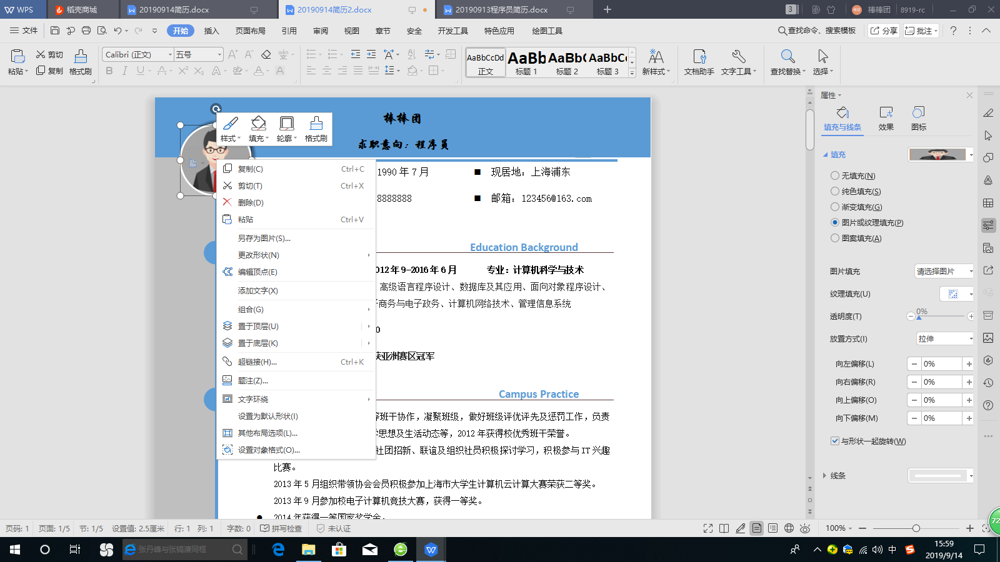 WPS
稻壳商城
20190914简历.docx
20190914简历2.docx
20190913程序员简历.docx
3
棒棒团
8919-rc
文件
开始
插入
页面布局
引用
审阅
视图
章节
安全
开发工具
特色应用
绘图工具
查找命令、搜索模板
分享
批注
粘贴
剪切
复制
格式刷
Calibri (正文)
五号
AaBbCcDd
正文
AaBb
标题 1
AaBb(
标题 2
AaBbC
标题 3
新样式
文档助手
文字工具
查找替换
选择
棒棒团
求职意向：程序员
样式
填充
轮廓
格式刷
复制(C) Ctrl+C
剪切(T) Ctrl+X
删除(D)
粘贴 Ctrl+V
另存为图片(S)...
更改形状(N)
编辑顶点(E)
添加文字(X)
组合(G)
置于顶层(U)
置于底层(K)
超链接(H)... Ctrl+K
题注(Z)...
文字环绕
设置为默认形状(I)
其他布局选项(L)...
设置对象格式(O)...
1990 年 7 月
■ 现居地：上海浦东
8888888
■ 邮箱：123456@163.com
Education Background
012年9-2016年6月 专业：计算机科学与技术
高级语言程序设计、数据库及其应用、面向对象程序设计、
商务与电子政务、计算机网络技术、管理信息系统
0
获亚洲赛区冠军
Campus Practice
等班干协作，凝聚班级，做好班级评优评先及惩罚工作，负责
思想及生活动态等，2012 年获得校优秀班干荣誉。
社团招新、联谊及组织社员积极探讨学习，积极参与 IT 兴趣
比赛。
2013 年 5 月组织带领协会会员积极参加上海市大学生计算机云计算大赛荣获二等奖。
2013 年 9 月参加校电子计算机竞技大赛，获得一等奖。
● 2014 年获得一等国家奖学金。
属性
填充与线条
效果
图标
填充
无填充(N)
纯色填充(S)
渐变填充(G)
图片或纹理填充(P)
图案填充(A)
图片填充 请选择图片
纹理填充(U)
透明度(T) 0%
放置方式(I) 拉伸
向左偏移(L) 0%
向右偏移(R) 0%
向上偏移(O) 0%
向下偏移(M) 0%
与形状一起旋转(W)
线条
页码: 1
页面: 1/5
节: 1/5
设置值: 2.5厘米
行: 1
列: 1
字数: 0
拼写检查
未认证
100%
72
张丹峰与张镐濂同框
中
15:59
2019/9/14